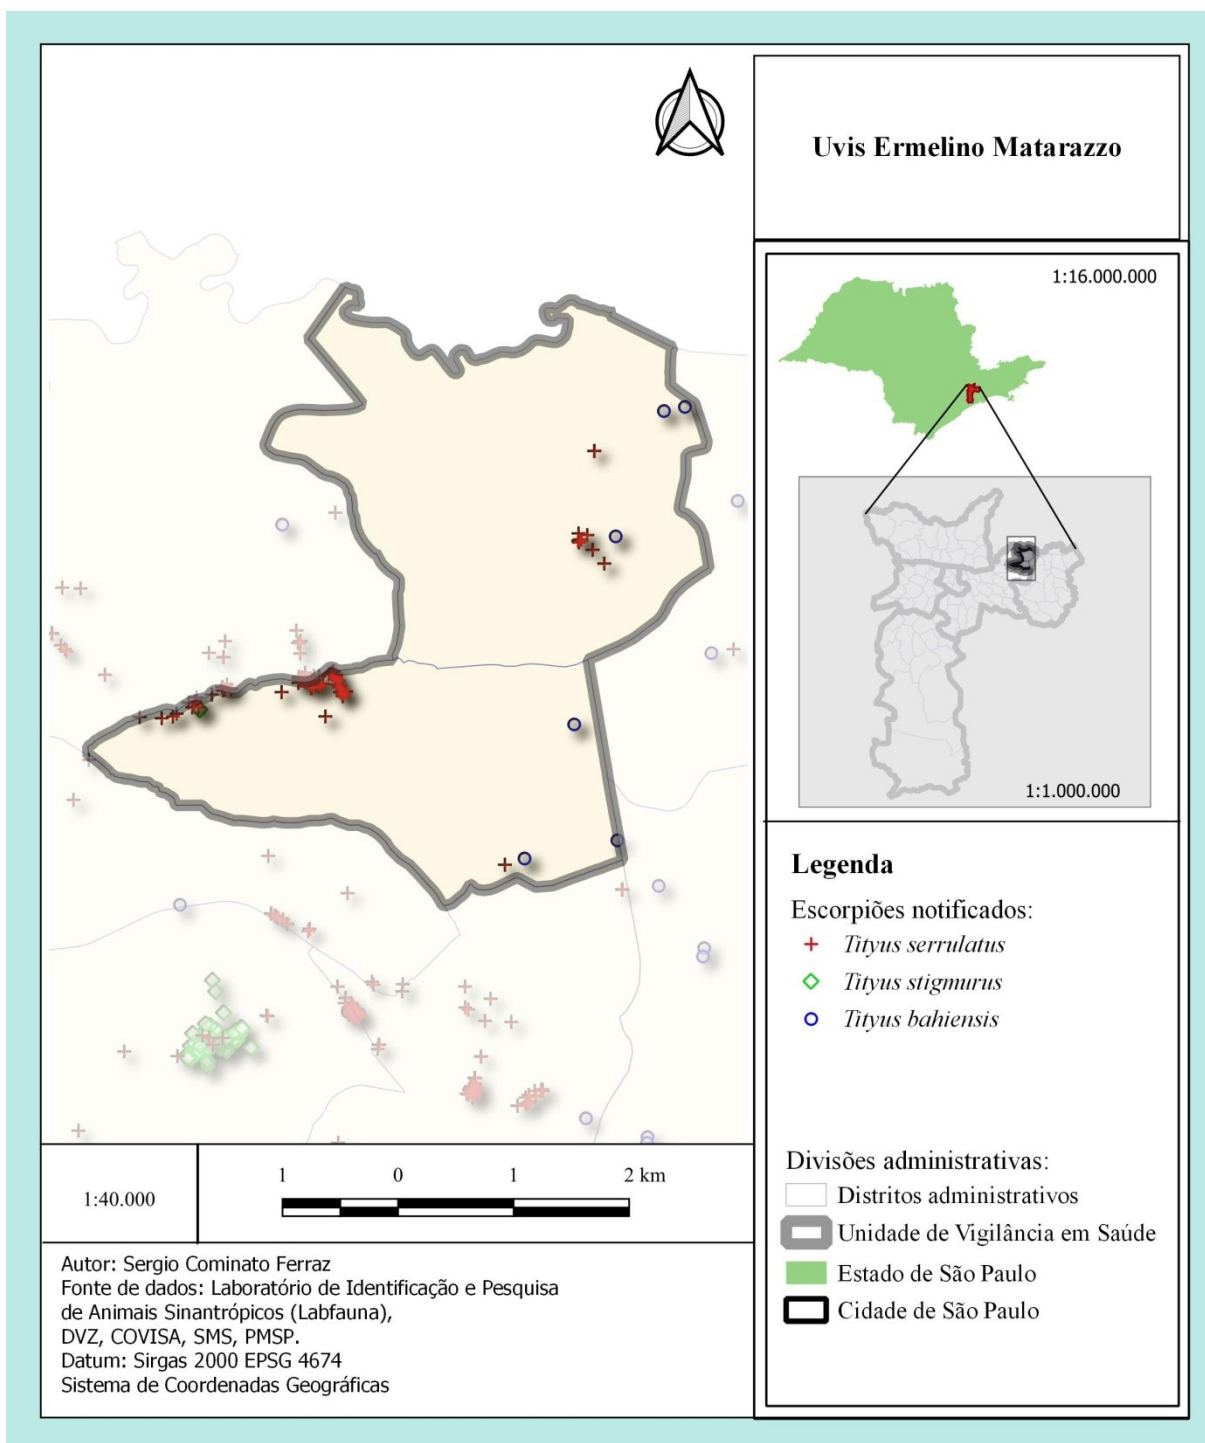 Uvis Ermelino Matarazzo
1:16.000.000
1:1.000.000
Legenda
Escorpiões notificados:
Tityus serrulatus
Tityus stigmurus
Tityus bahiensis
Divisões administrativas:
Distritos administrativos
Unidade de Vigilância em Saúde
Estado de São Paulo
Cidade de São Paulo
1:40.000
1 0 1 2 km
Autor: Sergio Cominato Ferraz
Fonte de dados: Laboratório de Identificação e Pesquisa
de Animais Sinantrópicos (Labfauna),
DVZ, COVISA, SMS, PMSP.
Datum: Sirgas 2000 EPSG 4674
Sistema de Coordenadas Geográficas